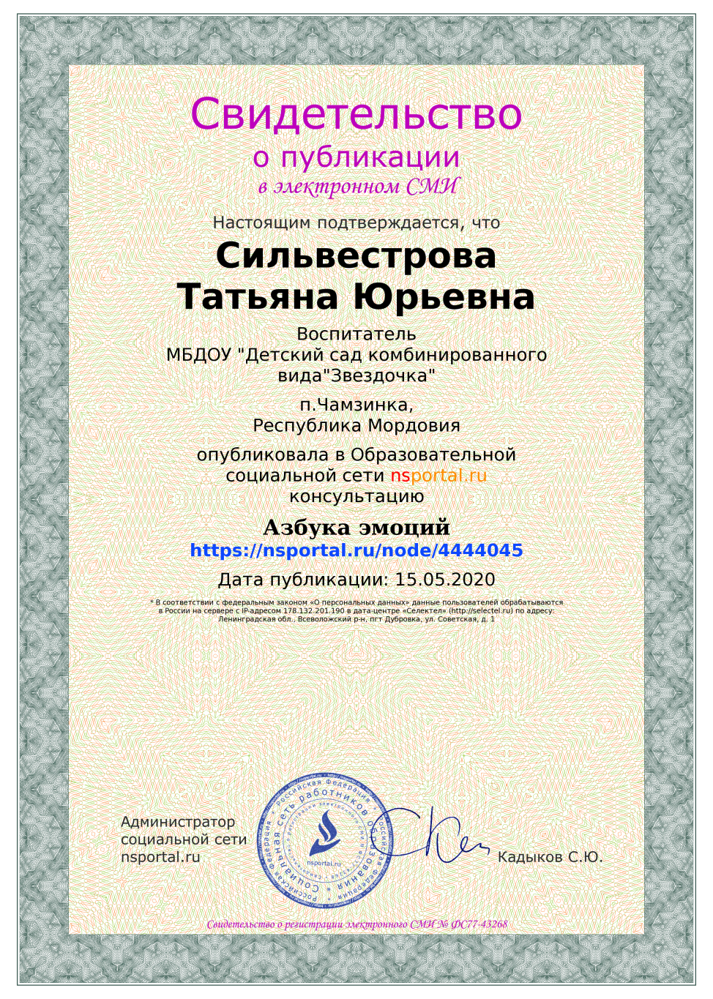 Свидетельство
о публикации
в электронном СМИ
Настоящим подтверждается, что
Сильвестрова
Татьяна Юрьевна
Воспитатель
МБДОУ "Детский сад комбинированного
вида"Звездочка"
п.Чамзинка,
Республика Мордовия
опубликовала в Образовательной
социальной сети nsportal.ru
консультацию
Азбука эмоций
https://nsportal.ru/node/4444045
Дата публикации: 15.05.2020
* В соответствии с федеральным законом «О персональных данных» данные пользователей обрабатываются
в России на сервере с IP-адресом 178.132.201.190 в дата-центре «Селектел» (http://selectel.ru) по адресу:
Ленинградская обл., Всеволожский р-н, пгт Дубровка, ул. Советская, д. 1
Администратор
социальной сети
nsportal.ru
Российская Федерация * Российская Федерация * Российская Федерация *
Социальная сеть работников образования *
nsportal.ru
Кадыков С.Ю.
Свидетельство о регистрации электронного СМИ № ФС77-43268